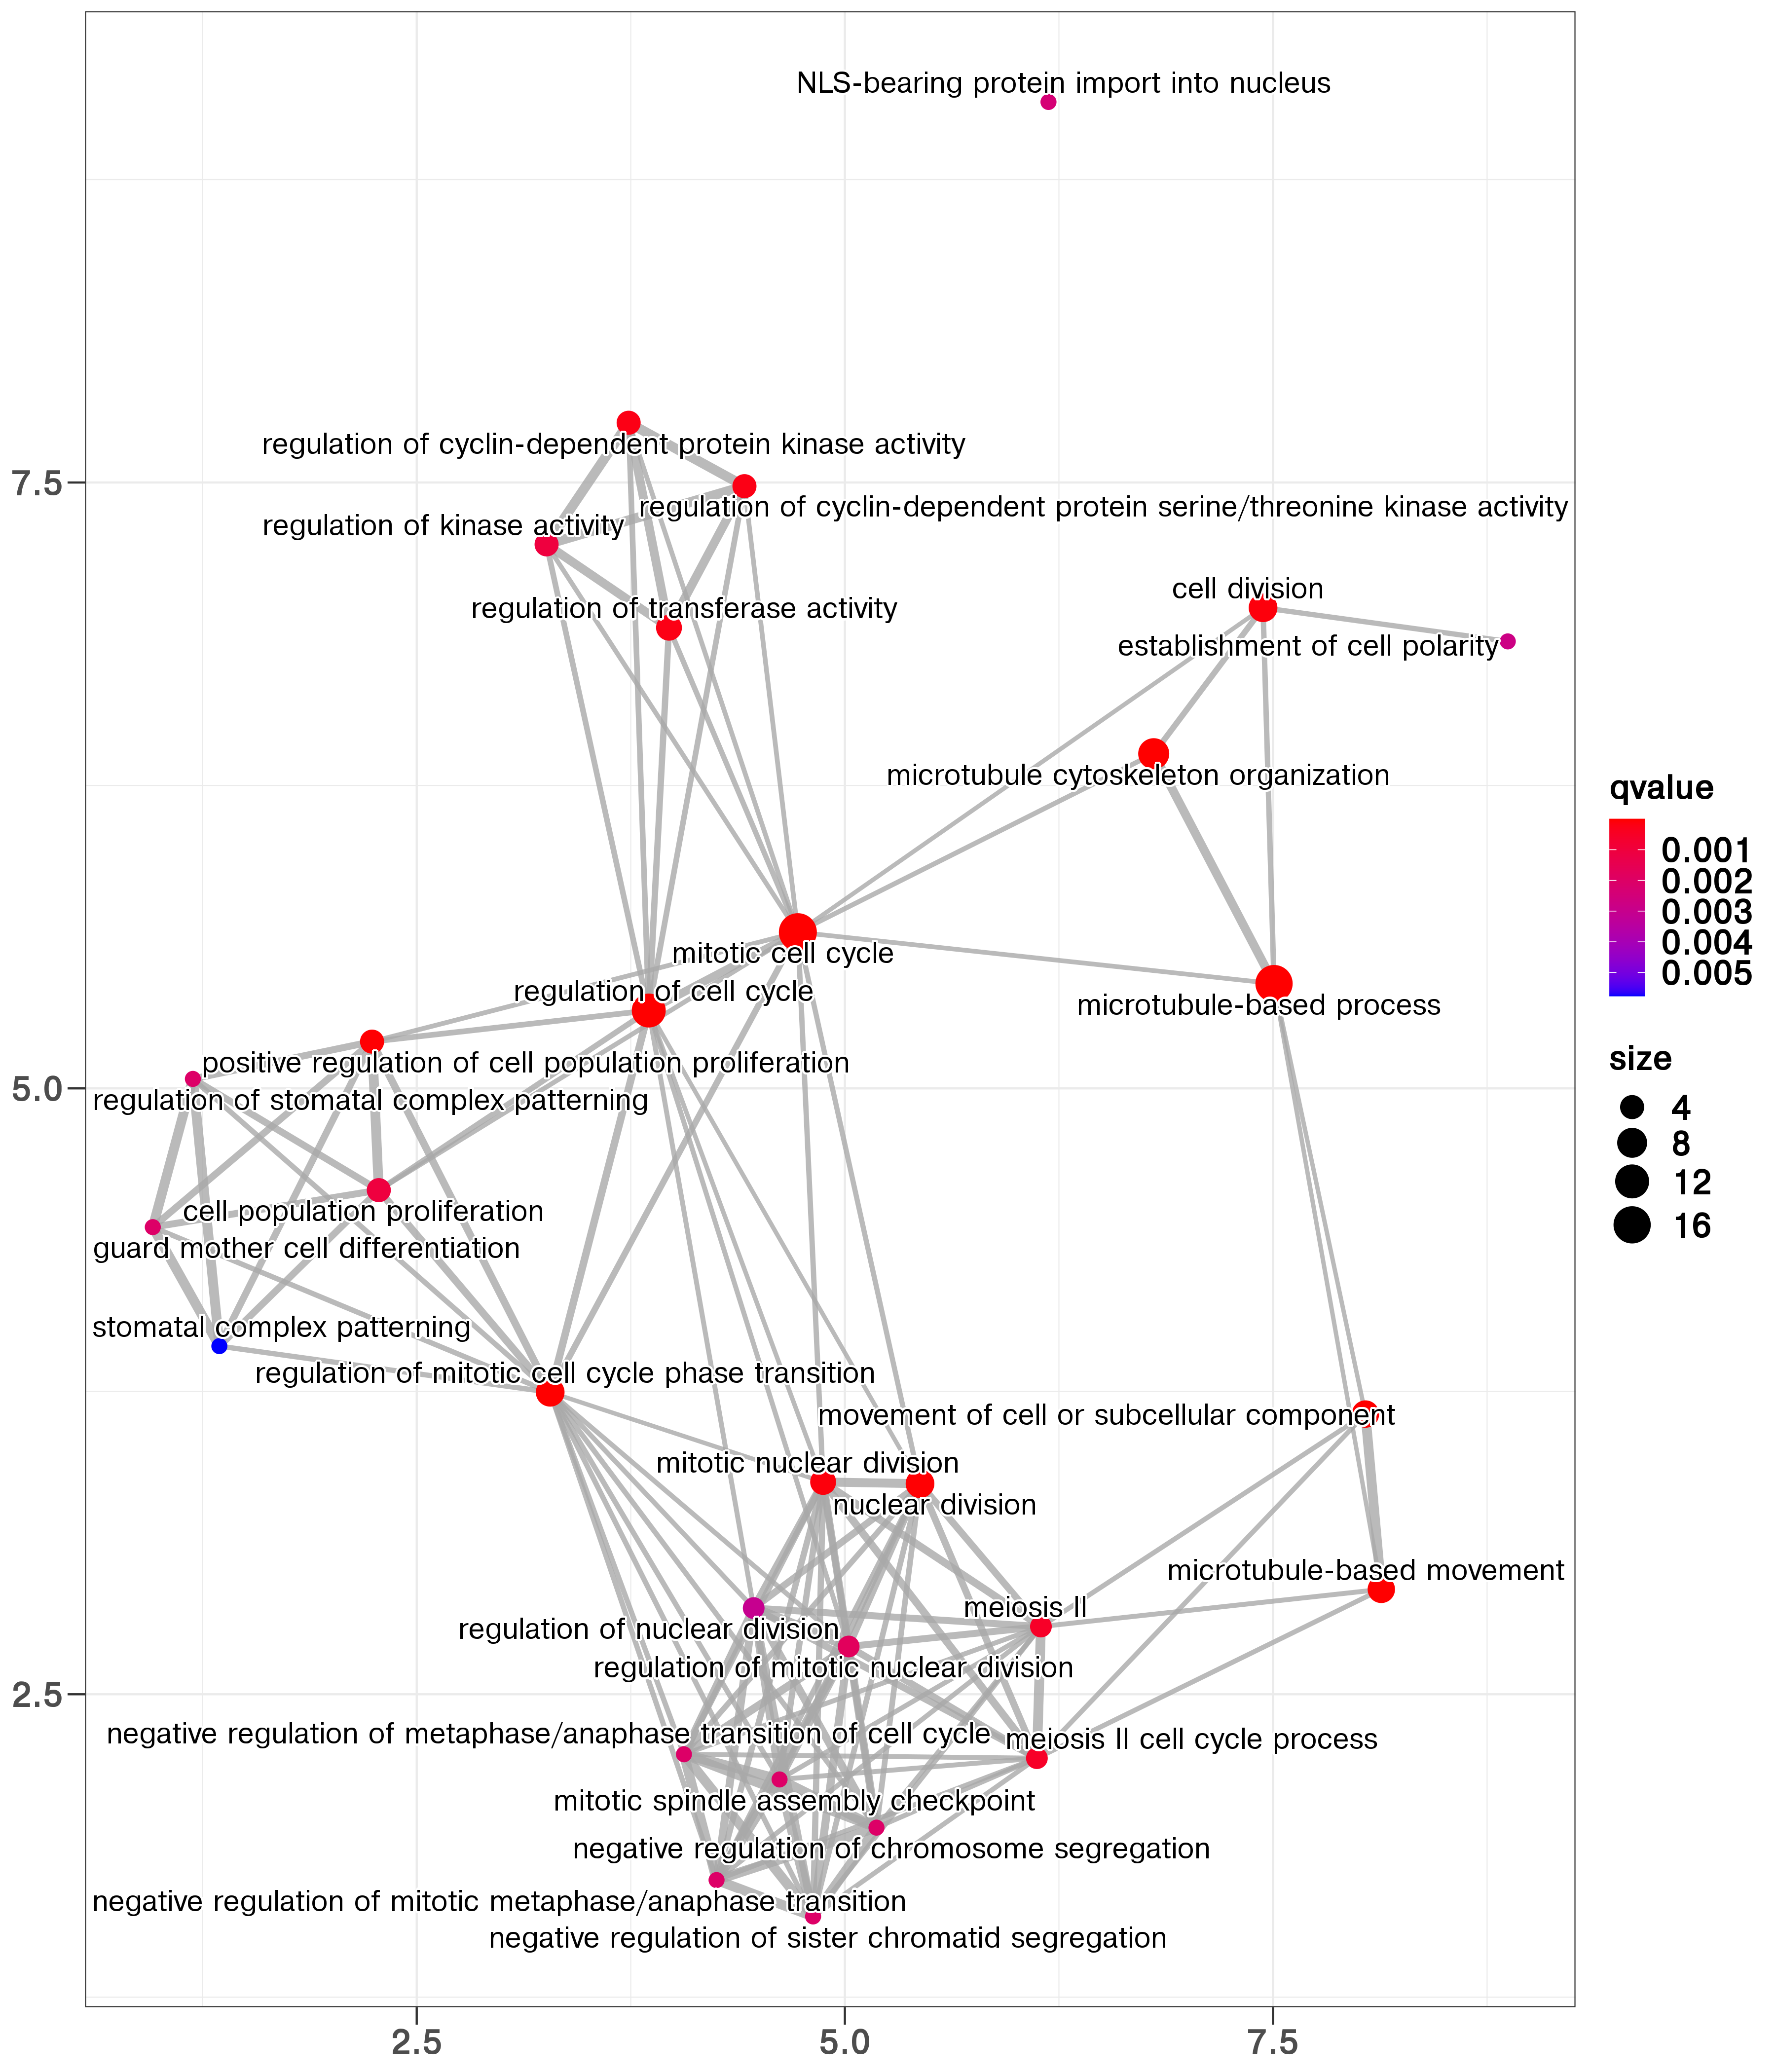 NLS-bearing protein import into nucleus
regulation of cyclin-dependent protein kinase activity
7.5
regulation of cyclin-dependent protein serine/threonine kinase activity
regulation of kinase activity
cell division
regulation of transferase activity
establishment of cell polarity
microtubule cytoskeleton organization
qvalue
0.001
0.002
0.003
0.004
0.005
mitotic cell cycle
regulation of cell cycle
microtubule-based process
size
4
8
12
16
positive regulation of cell population proliferation
5.0
regulation of stomatal complex patterning
cell population proliferation
guard mother cell differentiation
stomatal complex patterning
regulation of mitotic cell cycle phase transition
movement of cell or subcellular component
mitotic nuclear division
nuclear division
microtubule-based movement
meiosis II
regulation of nuclear division
regulation of mitotic nuclear division
2.5
negative regulation of metaphase/anaphase transition of cell cycle
meiosis II cell cycle process
mitotic spindle assembly checkpoint
negative regulation of chromosome segregation
negative regulation of mitotic metaphase/anaphase transition
negative regulation of sister chromatid segregation
2.5
5.0
7.5